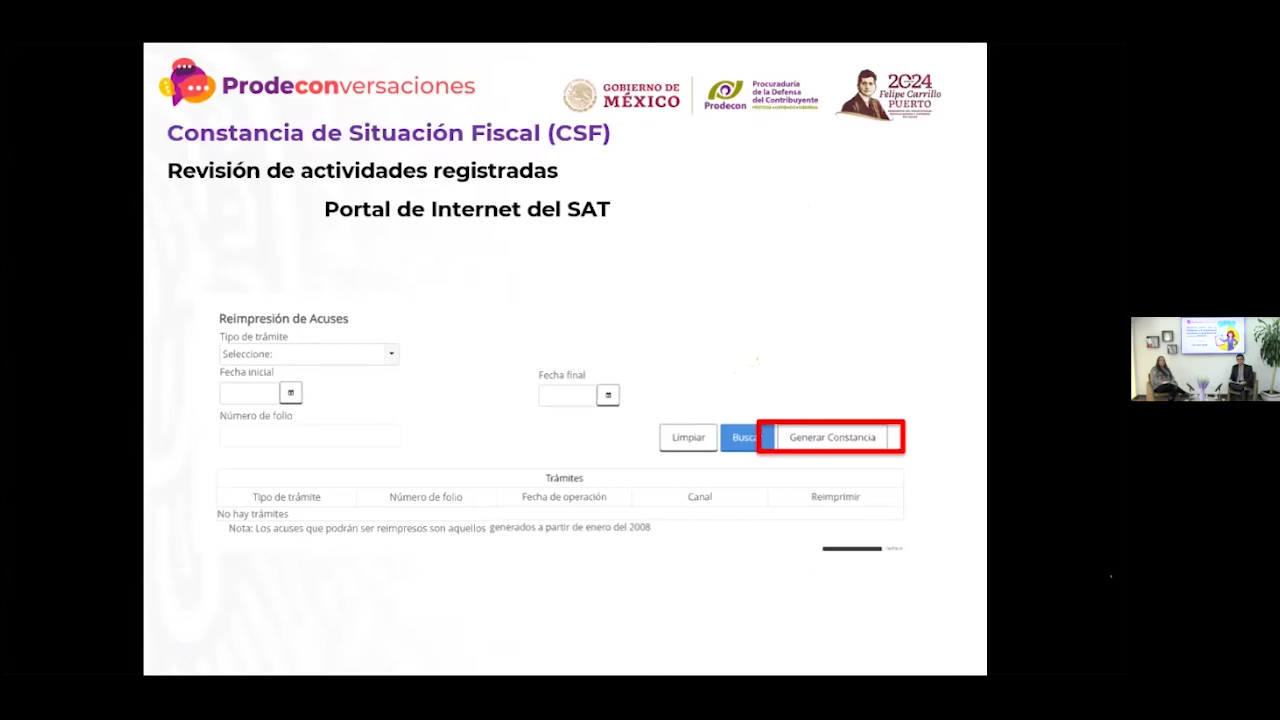 Prodeconversaciones
GOBIERNO DE
MÉXICO
Prodecon
Procuraduría
de la Defensa
del Contribuyente
2024
Felipe Carrillo
PUERTO
Constancia de Situación Fiscal (CSF)
Revisión de actividades registradas
Portal de Internet del SAT
Reimpresión de Acuses
Tipo de trámite
Seleccione:
Fecha inicial
Fecha final
Número de folio
Limpiar
Busca
Generar Constancia
Trámites
Tipo de trámite Número de folio Fecha de operación Canal Reimprimir
No hay trámites
Nota: Los acuses que podrán ser reimpresos son aquellos generados a partir de enero del 2008